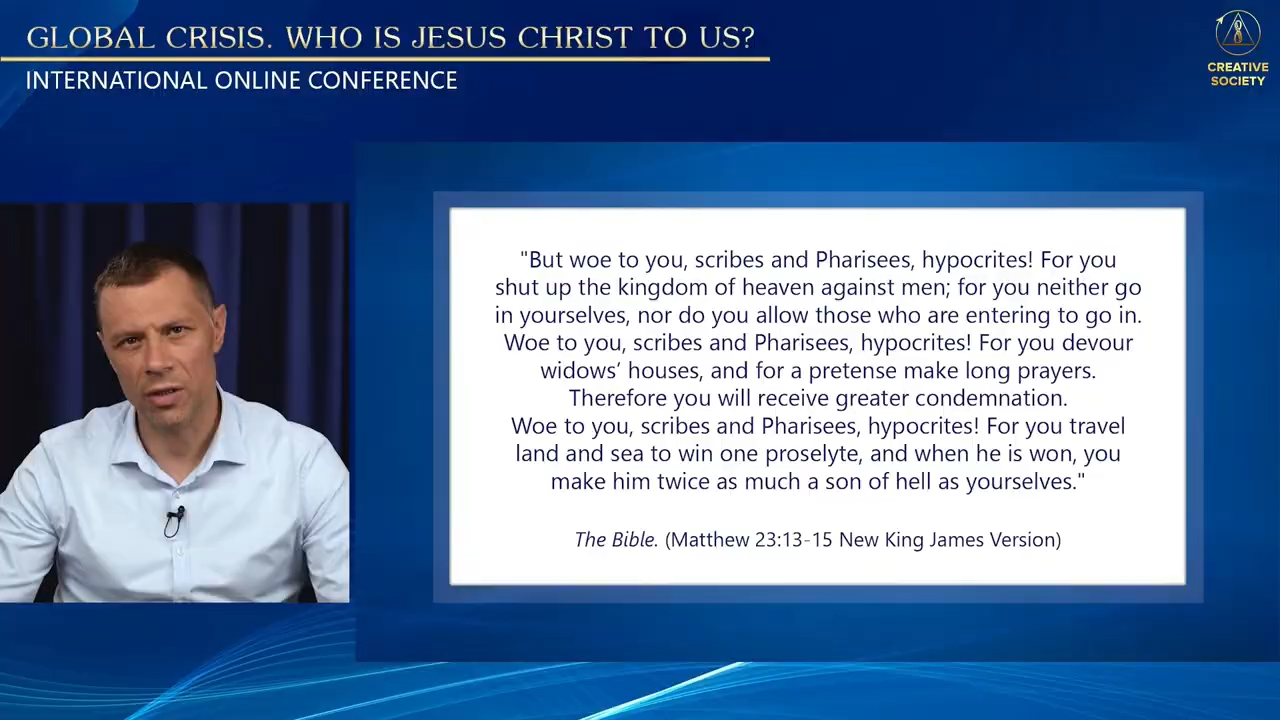 GLOBAL CRISIS. WHO IS JESUS CHRIST TO US?
INTERNATIONAL ONLINE CONFERENCE
CREATIVE
SOCIETY
"But woe to you, scribes and Pharisees, hypocrites! For you
shut up the kingdom of heaven against men; for you neither go
in yourselves, nor do you allow those who are entering to go in.
Woe to you, scribes and Pharisees, hypocrites! For you devour
widows’ houses, and for a pretense make long prayers.
Therefore you will receive greater condemnation.
Woe to you, scribes and Pharisees, hypocrites! For you travel
land and sea to win one proselyte, and when he is won, you
make him twice as much a son of hell as yourselves."
The Bible. (Matthew 23:13-15 New King James Version)